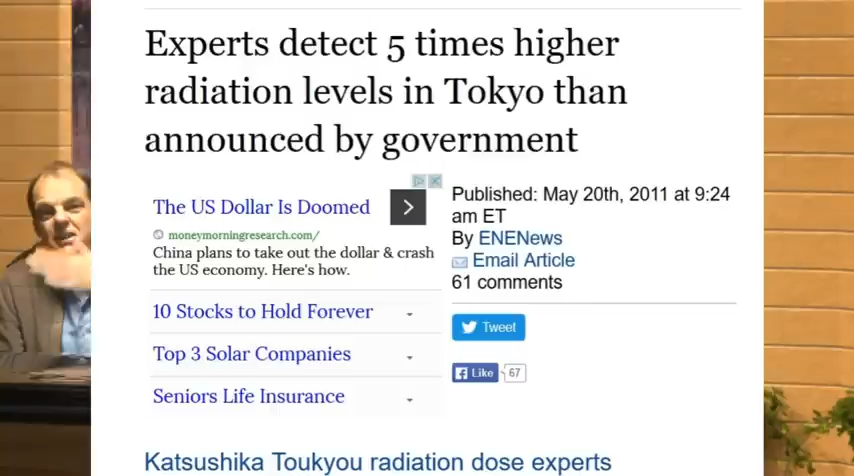 Experts detect 5 times higher
radiation levels in Tokyo than
announced by government
The US Dollar Is Doomed
moneymorningresearch.com/
China plans to take out the dollar & crash
the US economy. Here's how.
10 Stocks to Hold Forever
Top 3 Solar Companies
Seniors Life Insurance
Published: May 20th, 2011 at 9:24
am ET
By ENENews
Email Article
61 comments
Tweet
Like 67
Katsushika Toukyou radiation dose experts